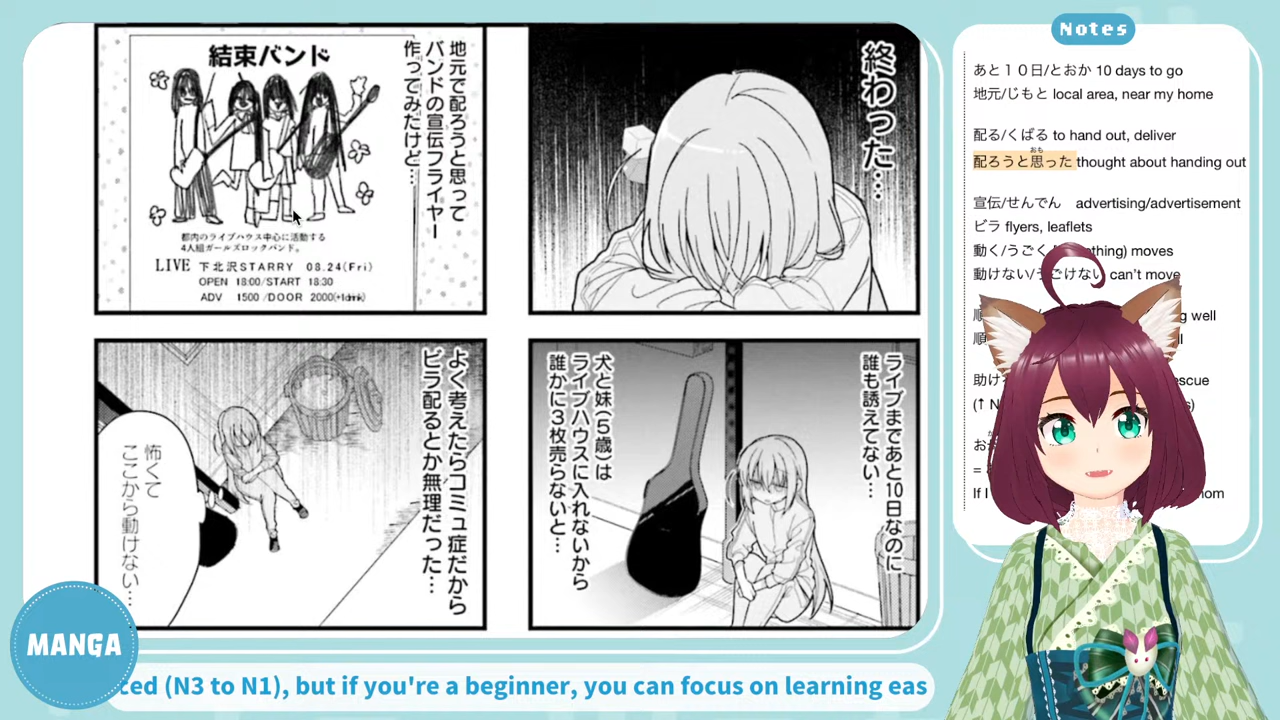 終わった…
ライブまであと10日なのに
誰も誘えてない…
犬と妹(5歳)は
ライブハウスに入れないから
誰かに3枚売らないと…
地元で配ろうと思って
バンドの宣伝フライヤー
作ってみたけど…
結束バンド
都内のライブハウス中心に活動する
4人組ガールズロックバンド。
LIVE 下北沢STARRY 08.24(Fri)
OPEN 18:00/START 18:30
ADV 1500 /DOOR 2000(+1drink)
よく考えたらコミュ症だから
ビラ配るとか無理だった…
怖くて
ここから動けない…
Notes
あと１０日/とおか 10 days to go
地元/じもと local area, near my home
配る/くばる to hand out, deliver
おも
配ろうと思った thought about handing out
宣伝/せんでん advertising/advertisement
ビラ flyers, leaflets
動く/うごく moves
動けない/うごけない can't move
well
助け
If I
MANGA
(N3 to N1), but if you're a beginner, you can focus on learning